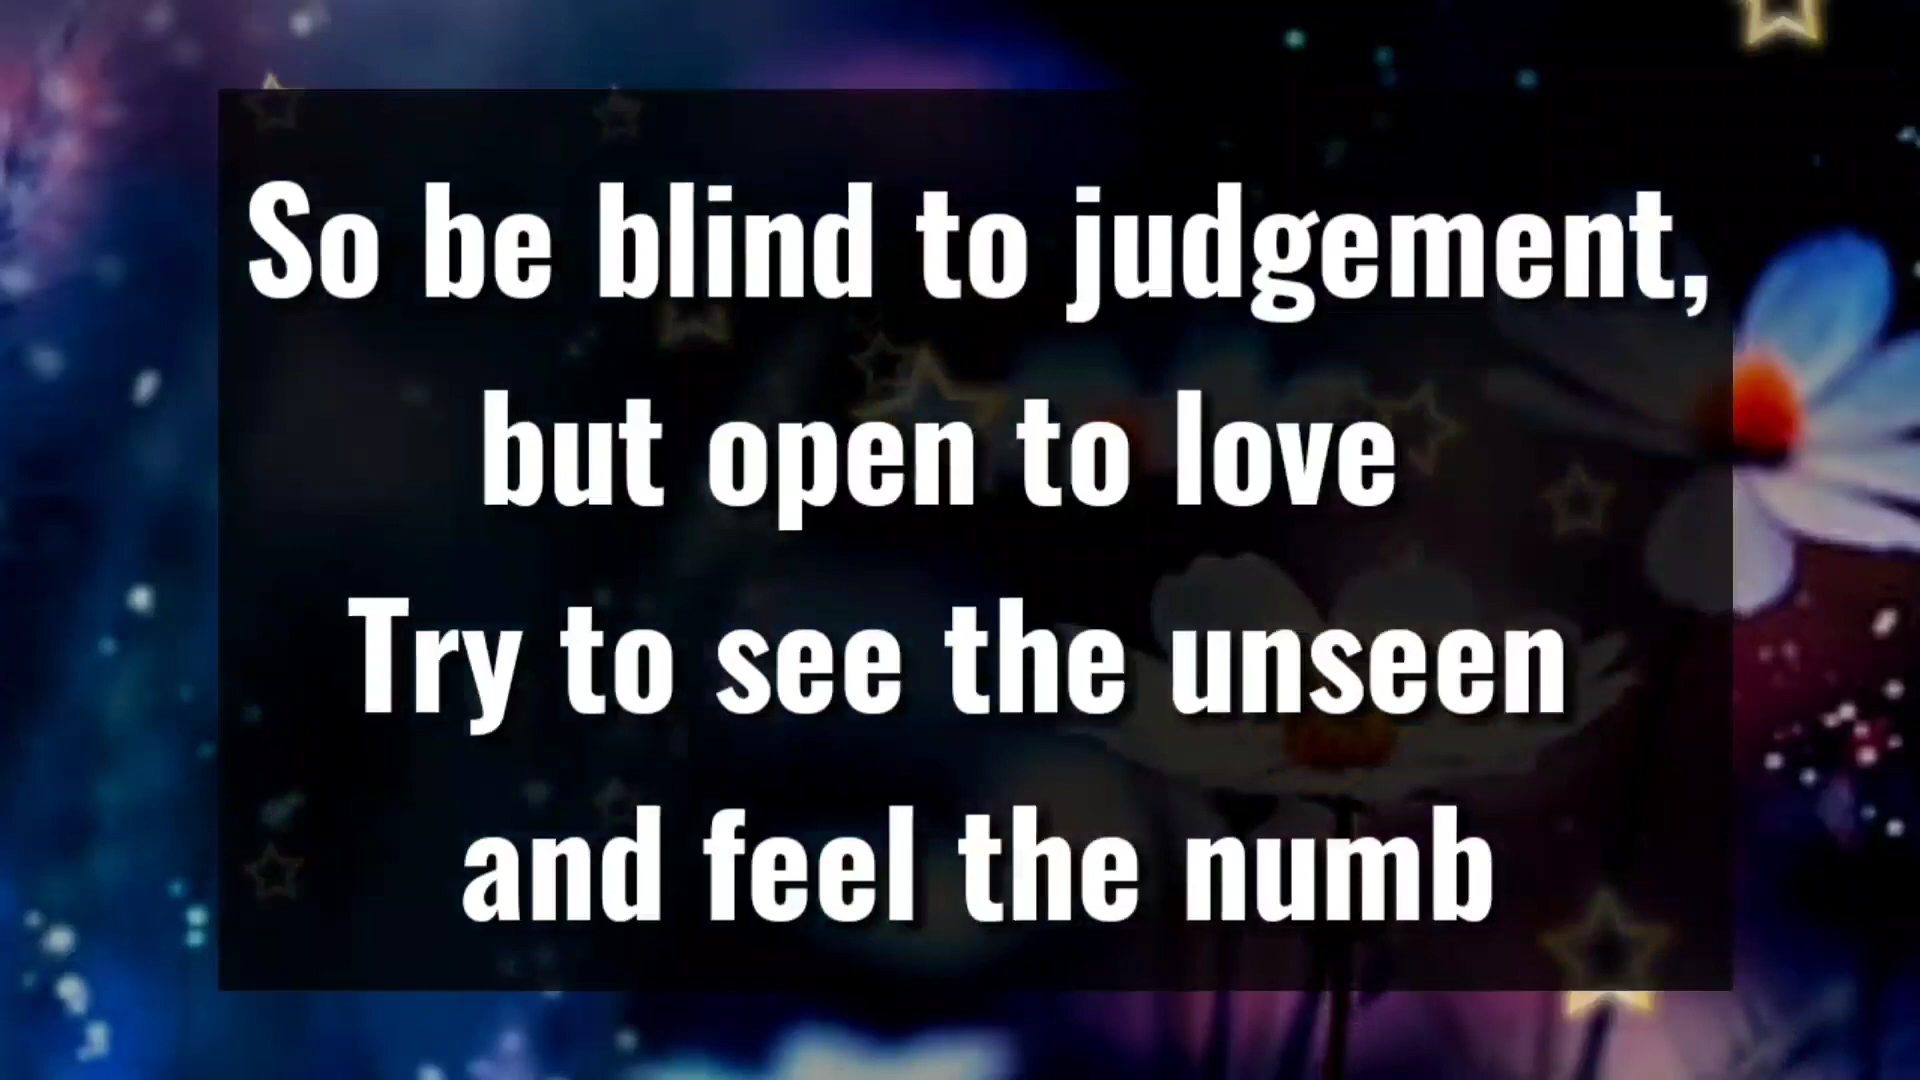 So be blind to judgement,
but open to love
Try to see the unseen
and feel the numb